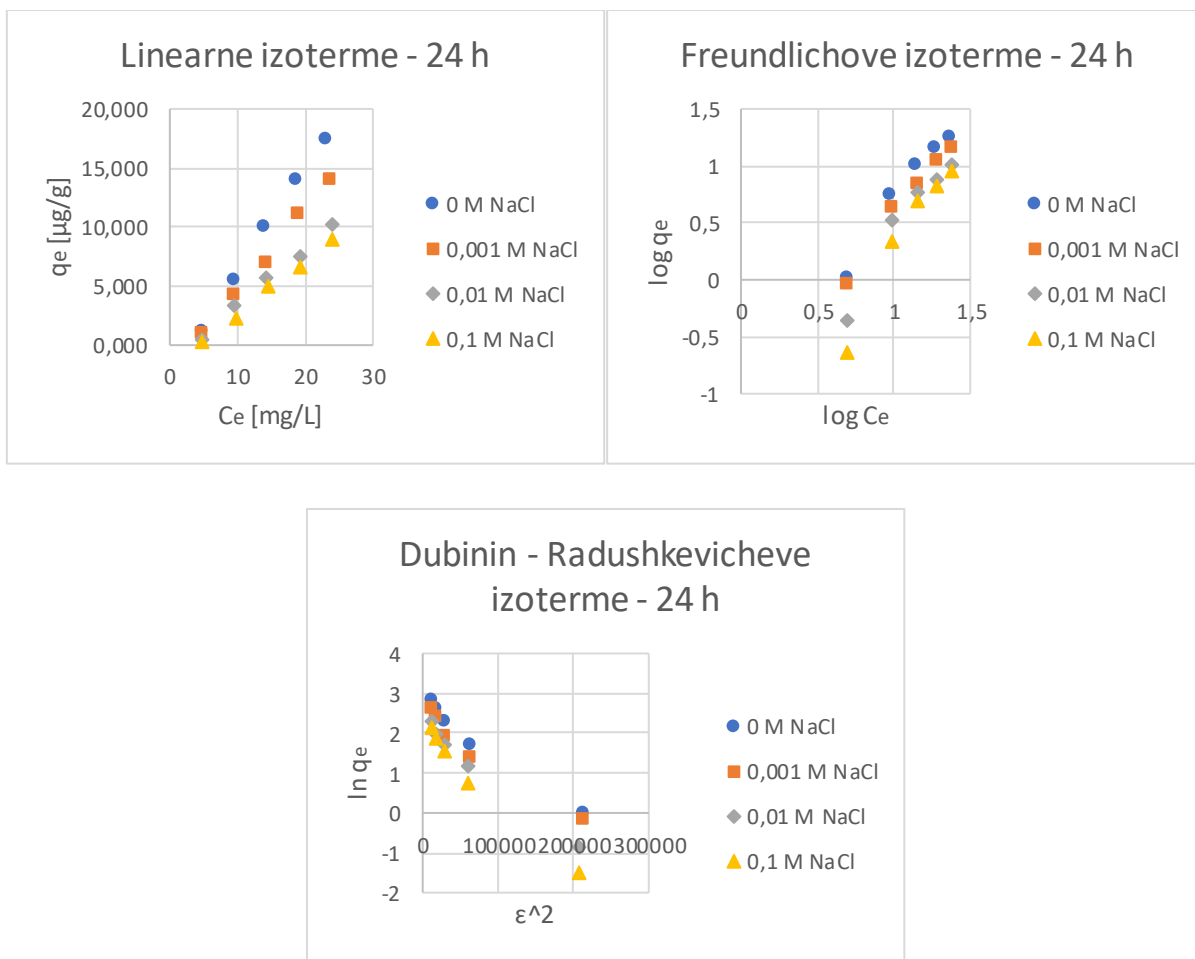 Linearne izoterme - 24 h
20,000
15,000
10,000
5,000
0,000
qe [µg/g]
0 10 20 30
Ce [mg/L]
0 M NaCl
0,001 M NaCl
0,01 M NaCl
0,1 M NaCl
Freundlichove izoterme - 24 h
1,5
1
0,5
0
-0,5
-1
log qe
0 0,5 1 1,5
log Ce
0 M NaCl
0,001 M NaCl
0,01 M NaCl
0,1 M NaCl
Dubinin - Radushkevicheve
izoterme - 24 h
4
3
2
1
0
-1
-2
ln qe
0 100000 200000 300000
ε^2
0 M NaCl
0,001 M NaCl
0,01 M NaCl
0,1 M NaCl